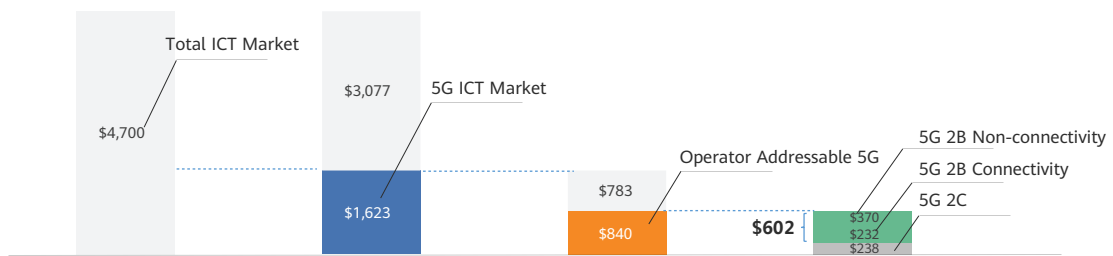 Total ICT Market
$4,700
$3,077
5G ICT Market
$1,623
Operator Addressable 5G
$783
$840
5G 2B Non-connectivity
5G 2B Connectivity
5G 2C
$602
$370
$232
$238